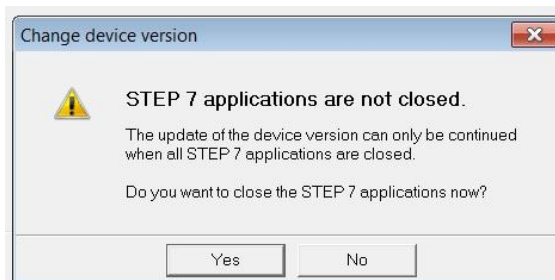 Change device version
STEP 7 applications are not closed.
The update of the device version can only be continued
when all STEP 7 applications are closed.
Do you want to close the STEP 7 applications now?
Yes
No